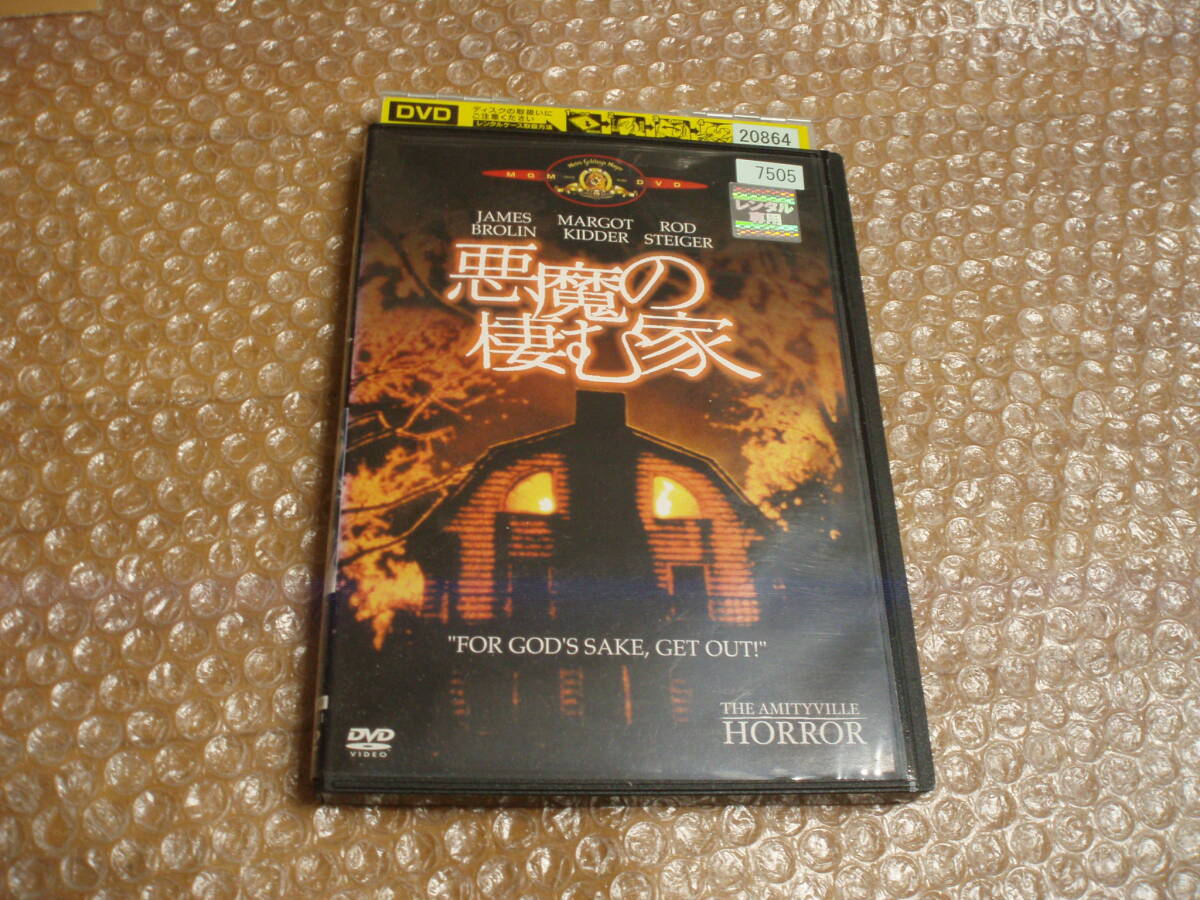 DVD
ディスクの取扱いに
ご注意ください
レンタルケース取扱方法
20864
7505
レンタル
専用
Metro Goldwyn Mayer
MGM DVD
JAMES BROLIN
MARGOT KIDDER
ROD STEIGER
悪魔の
棲む家
"FOR GOD'S SAKE, GET OUT!"
THE AMITYVILLE
HORROR
DVD
VIDEO